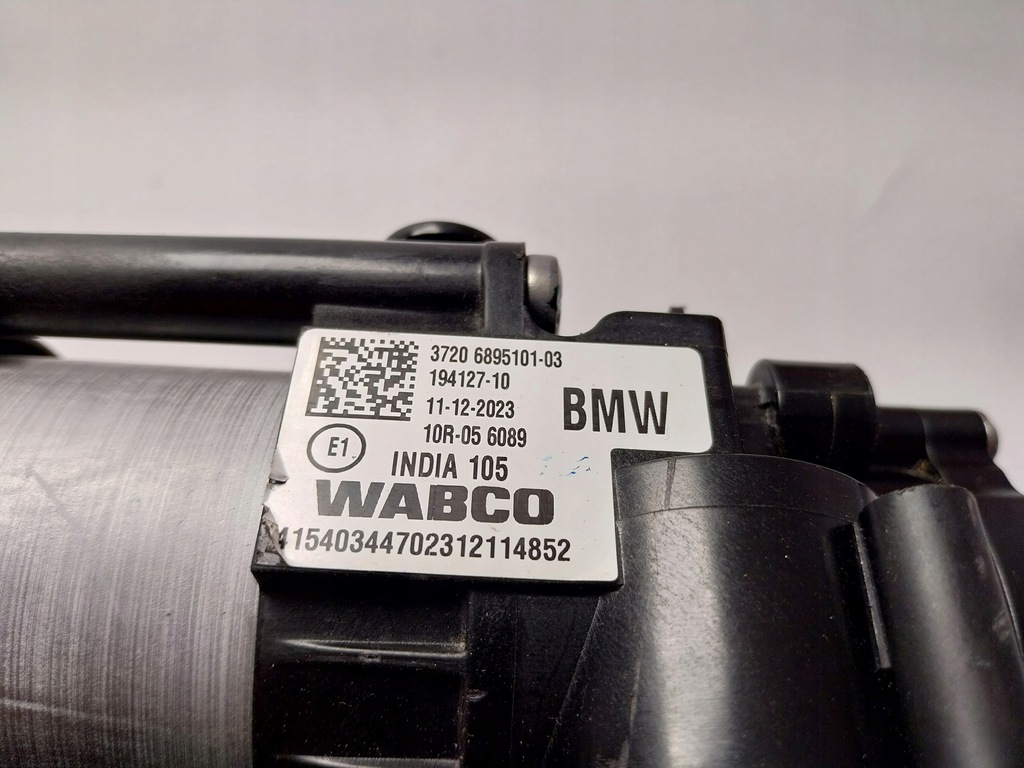 3720 6895101-03
194127-10
11-12-2023
BMW
10R-05 6089
E1
INDIA 105
WABCO
41540344702312114852